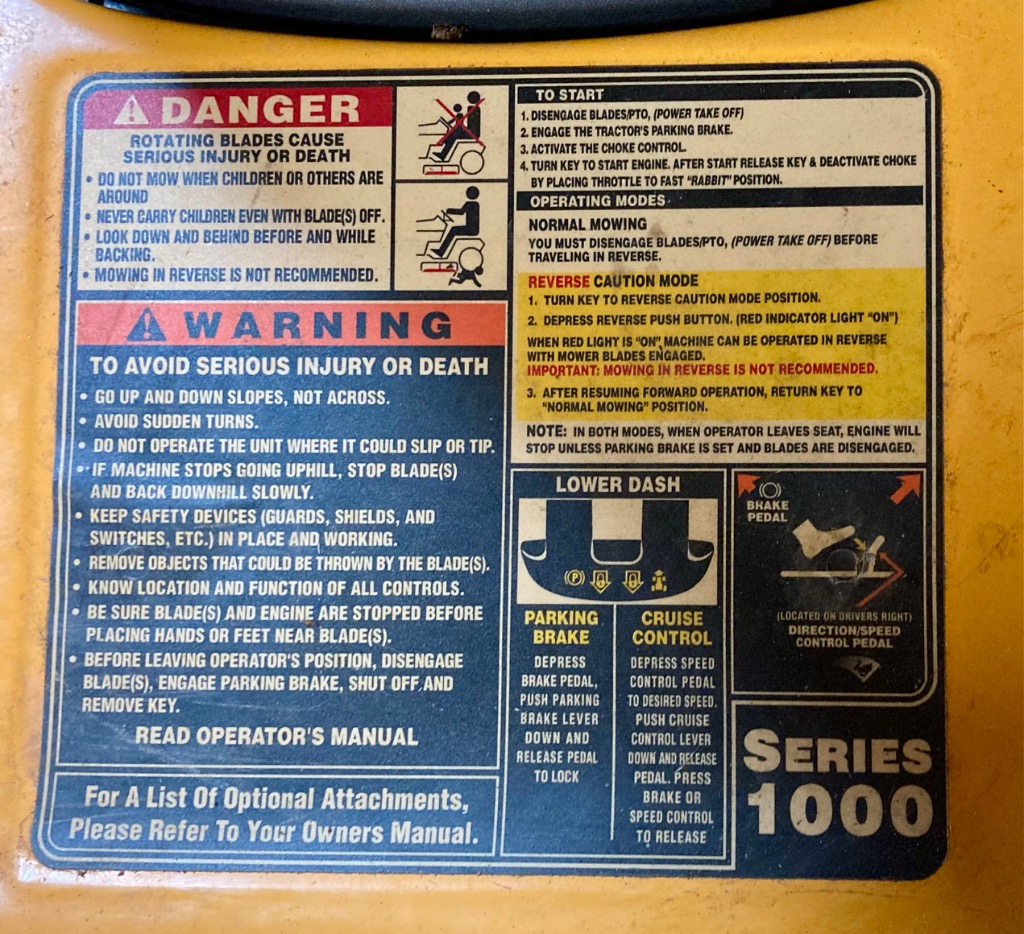 DANGER
ROTATING BLADES CAUSE
SERIOUS INJURY OR DEATH
• DO NOT MOW WHEN CHILDREN OR OTHERS ARE
AROUND
• NEVER CARRY CHILDREN EVEN WITH BLADE(S) OFF.
• LOOK DOWN AND BEHIND BEFORE AND WHILE
BACKING.
• MOWING IN REVERSE IS NOT RECOMMENDED.
WARNING
TO AVOID SERIOUS INJURY OR DEATH
• GO UP AND DOWN SLOPES, NOT ACROSS.
• AVOID SUDDEN TURNS.
• DO NOT OPERATE THE UNIT WHERE IT COULD SLIP OR TIP.
• IF MACHINE STOPS GOING UPHILL, STOP BLADE(S)
AND BACK DOWNHILL SLOWLY.
• KEEP SAFETY DEVICES (GUARDS, SHIELDS, AND
SWITCHES, ETC.) IN PLACE AND WORKING.
• REMOVE OBJECTS THAT COULD BE THROWN BY THE BLADE(S).
• KNOW LOCATION AND FUNCTION OF ALL CONTROLS.
• BE SURE BLADE(S) AND ENGINE ARE STOPPED BEFORE
PLACING HANDS OR FEET NEAR BLADE(S).
• BEFORE LEAVING OPERATOR'S POSITION, DISENGAGE
BLADE(S), ENGAGE PARKING BRAKE, SHUT OFF AND
REMOVE KEY.
READ OPERATOR'S MANUAL
For A List Of Optional Attachments,
Please Refer To Your Owners Manual.
TO START
1. DISENGAGE BLADES/PTO, (POWER TAKE OFF)
2. ENGAGE THE TRACTOR'S PARKING BRAKE.
3. ACTIVATE THE CHOKE CONTROL.
4. TURN KEY TO START ENGINE. AFTER START RELEASE KEY & DEACTIVATE CHOKE
BY PLACING THROTTLE TO FAST "RABBIT" POSITION.
OPERATING MODES
NORMAL MOWING
YOU MUST DISENGAGE BLADES/PTO, (POWER TAKE OFF) BEFORE
TRAVELING IN REVERSE.
REVERSE CAUTION MODE
1. TURN KEY TO REVERSE CAUTION MODE POSITION.
2. DEPRESS REVERSE PUSH BUTTON. (RED INDICATOR LIGHT "ON")
WHEN RED LIGHT IS "ON", MACHINE CAN BE OPERATED IN REVERSE
WITH MOWER BLADES ENGAGED.
IMPORTANT: MOWING IN REVERSE IS NOT RECOMMENDED.
3. AFTER RESUMING FORWARD OPERATION, RETURN KEY TO
"NORMAL MOWING" POSITION.
NOTE: IN BOTH MODES, WHEN OPERATOR LEAVES SEAT, ENGINE WILL
STOP UNLESS PARKING BRAKE IS SET AND BLADES ARE DISENGAGED.
LOWER DASH
P
PARKING
BRAKE
DEPRESS
BRAKE PEDAL,
PUSH PARKING
BRAKE LEVER
DOWN AND
RELEASE PEDAL
TO LOCK
CRUISE
CONTROL
DEPRESS SPEED
CONTROL PEDAL
TO DESIRED SPEED.
PUSH CRUISE
CONTROL LEVER
DOWN AND RELEASE
PEDAL. PRESS
BRAKE OR
SPEED CONTROL
TO RELEASE
BRAKE
PEDAL
(LOCATED ON DRIVERS RIGHT)
DIRECTION/SPEED
CONTROL PEDAL
SERIES
1000